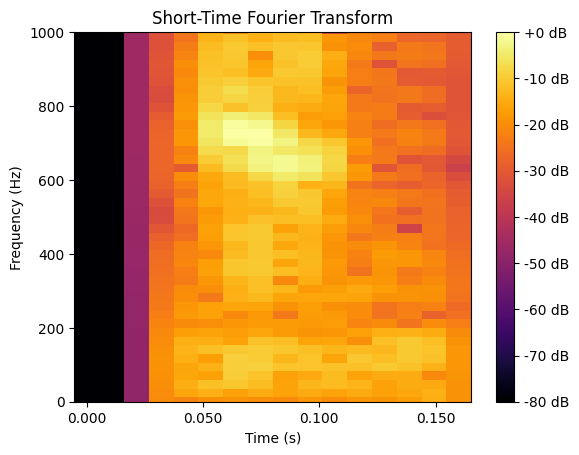 Short-Time Fourier Transform
1000
800
600
400
200
0
Frequency (Hz)
0.000
0.050
0.100
0.150
Time (s)
+0 dB
-10 dB
-20 dB
-30 dB
-40 dB
-50 dB
-60 dB
-70 dB
-80 dB